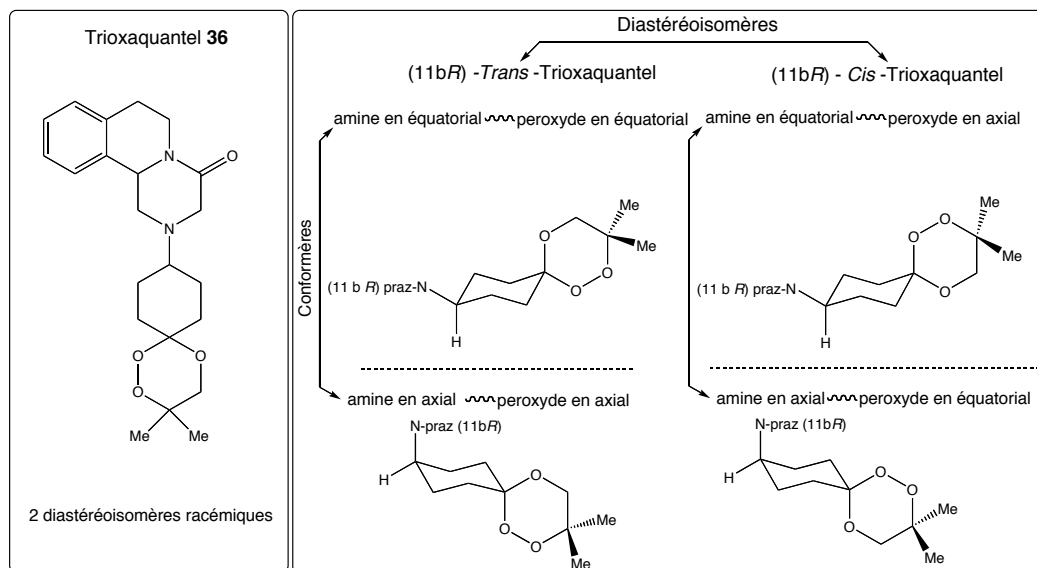 Trioxaquantel 36
N
O
N
O
O
O
Me
Me
2 diastéréoisomères racémiques
Diastéréoisomères
(11bR) -Trans -Trioxaquantel
(11bR) - Cis -Trioxaquantel
amine en équatorial peroxyde en équatorial
amine en équatorial peroxyde en axial
Conformères
Me
Me
O
O
O
(11 b R) praz-N
H
Me
Me
O
O
O
(11 b R) praz-N
H
amine en axial peroxyde en axial
amine en axial peroxyde en équatorial
N-praz (11bR)
H
O
O
O
Me
Me
N-praz (11bR)
H
O
O
O
Me
Me